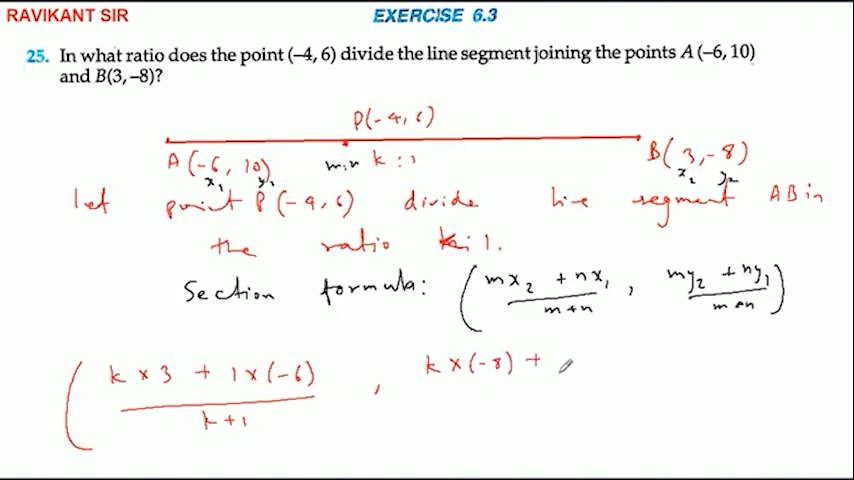 RAVIKANT SIR
EXERCISE 6.3
25. In what ratio does the point (–4, 6) divide the line segment joining the points A (–6, 10)
and B(3, –8)?
P(-4, 6)
A(-6, 10) m:n k:1 B(3, -8)
x₁ y₁ x₂ y₂
let point P(-4, 6) divide line segment AB in
the ratio k:1.
Section formula: (mx₂ + nx₁ / m+n , my₂ + ny₁ / m+n)
(k × 3 + 1 × (-6) / k+1 , k × (-8) +